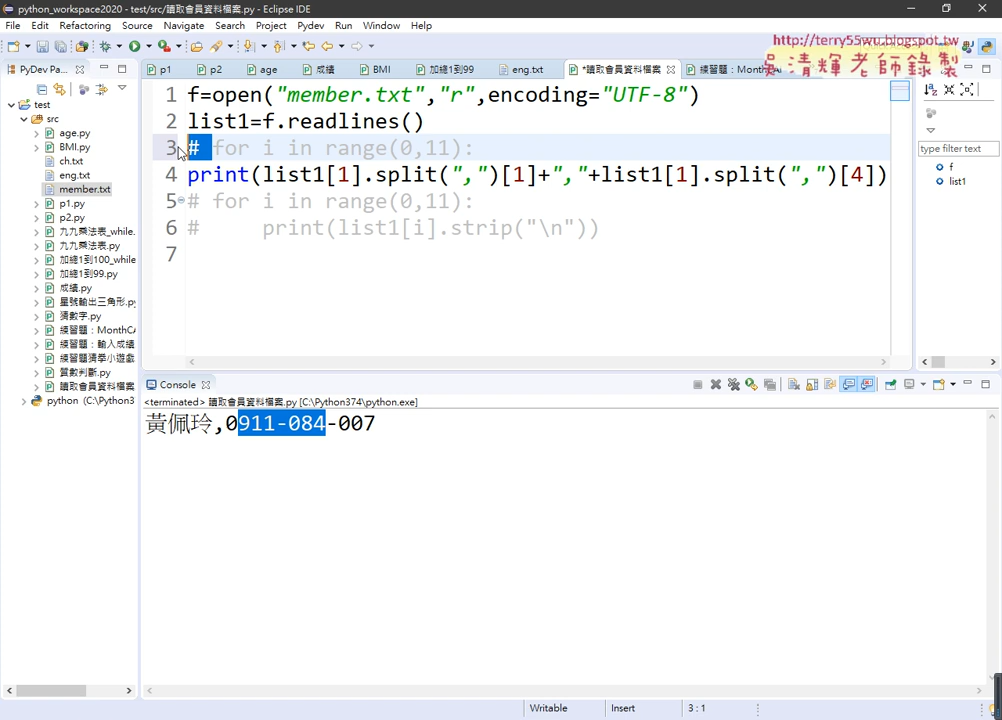 python_workspace2020 - test/src/讀取會員資料檔案.py - Eclipse IDE
File Edit Refactoring Source Navigate Search Project Pydev Run Window Help
http://terry55wu.blogspot.tw
吳清輝老師錄製
PyDev Pa...
p1 p2 age 成績 BMI 加總1到99 eng.txt *讀取會員資料檔案 練習題：Month
test
src
age.py
BMI.py
ch.txt
eng.txt
member.txt
p1.py
p2.py
九九乘法表_while.
九九乘法表.py
加總1到100_while
加總1到99.py
成績.py
星號輸出三角形.py
猜數字.py
練習題：MonthCA
練習題：輸入成績
練習題猜學小遊戲
質數判斷.py
讀取會員資料檔案
python (C:\Python3
1 f=open("member.txt","r",encoding="UTF-8")
2 list1=f.readlines()
3 # for i in range(0,11):
4 print(list1[1].split(",")[1]+","+list1[1].split(",")[4])
5 # for i in range(0,11):
6 #     print(list1[i].strip("\n"))
7
type filter text
f
list1
Console
<terminated> 讀取會員資料檔案.py [C:\Python374\python.exe]
黃佩玲,0911-084-007
Writable Insert 3 : 1